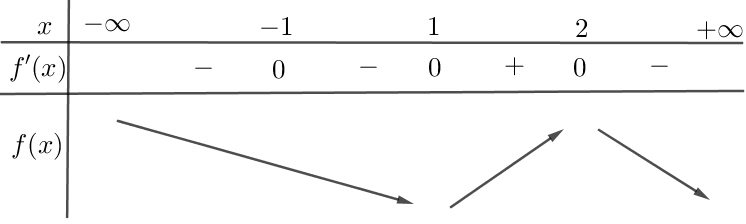 x −∞ −1 1 2 +∞
f′(x) − 0 − 0 + 0 −
f(x)